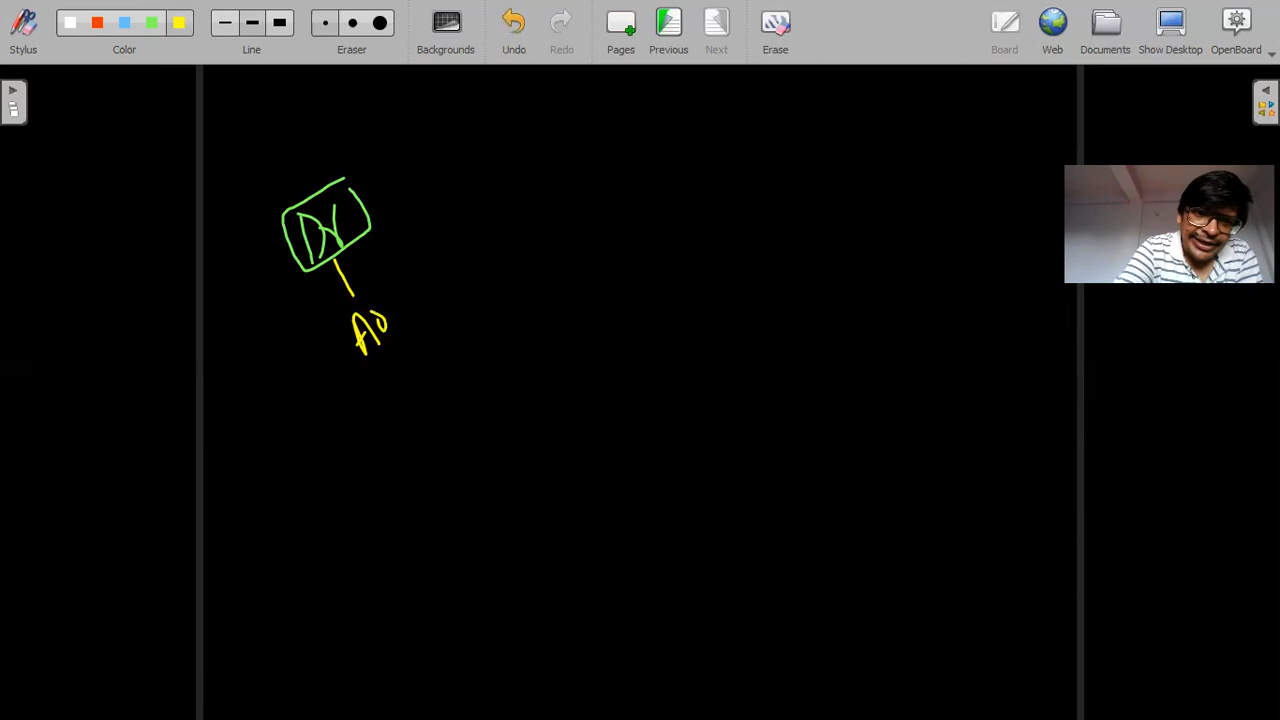 Stylus
Color
Line
Eraser
Backgrounds
Undo
Redo
Pages
Previous
Next
Erase
Board
Web
Documents
Show Desktop
OpenBoard